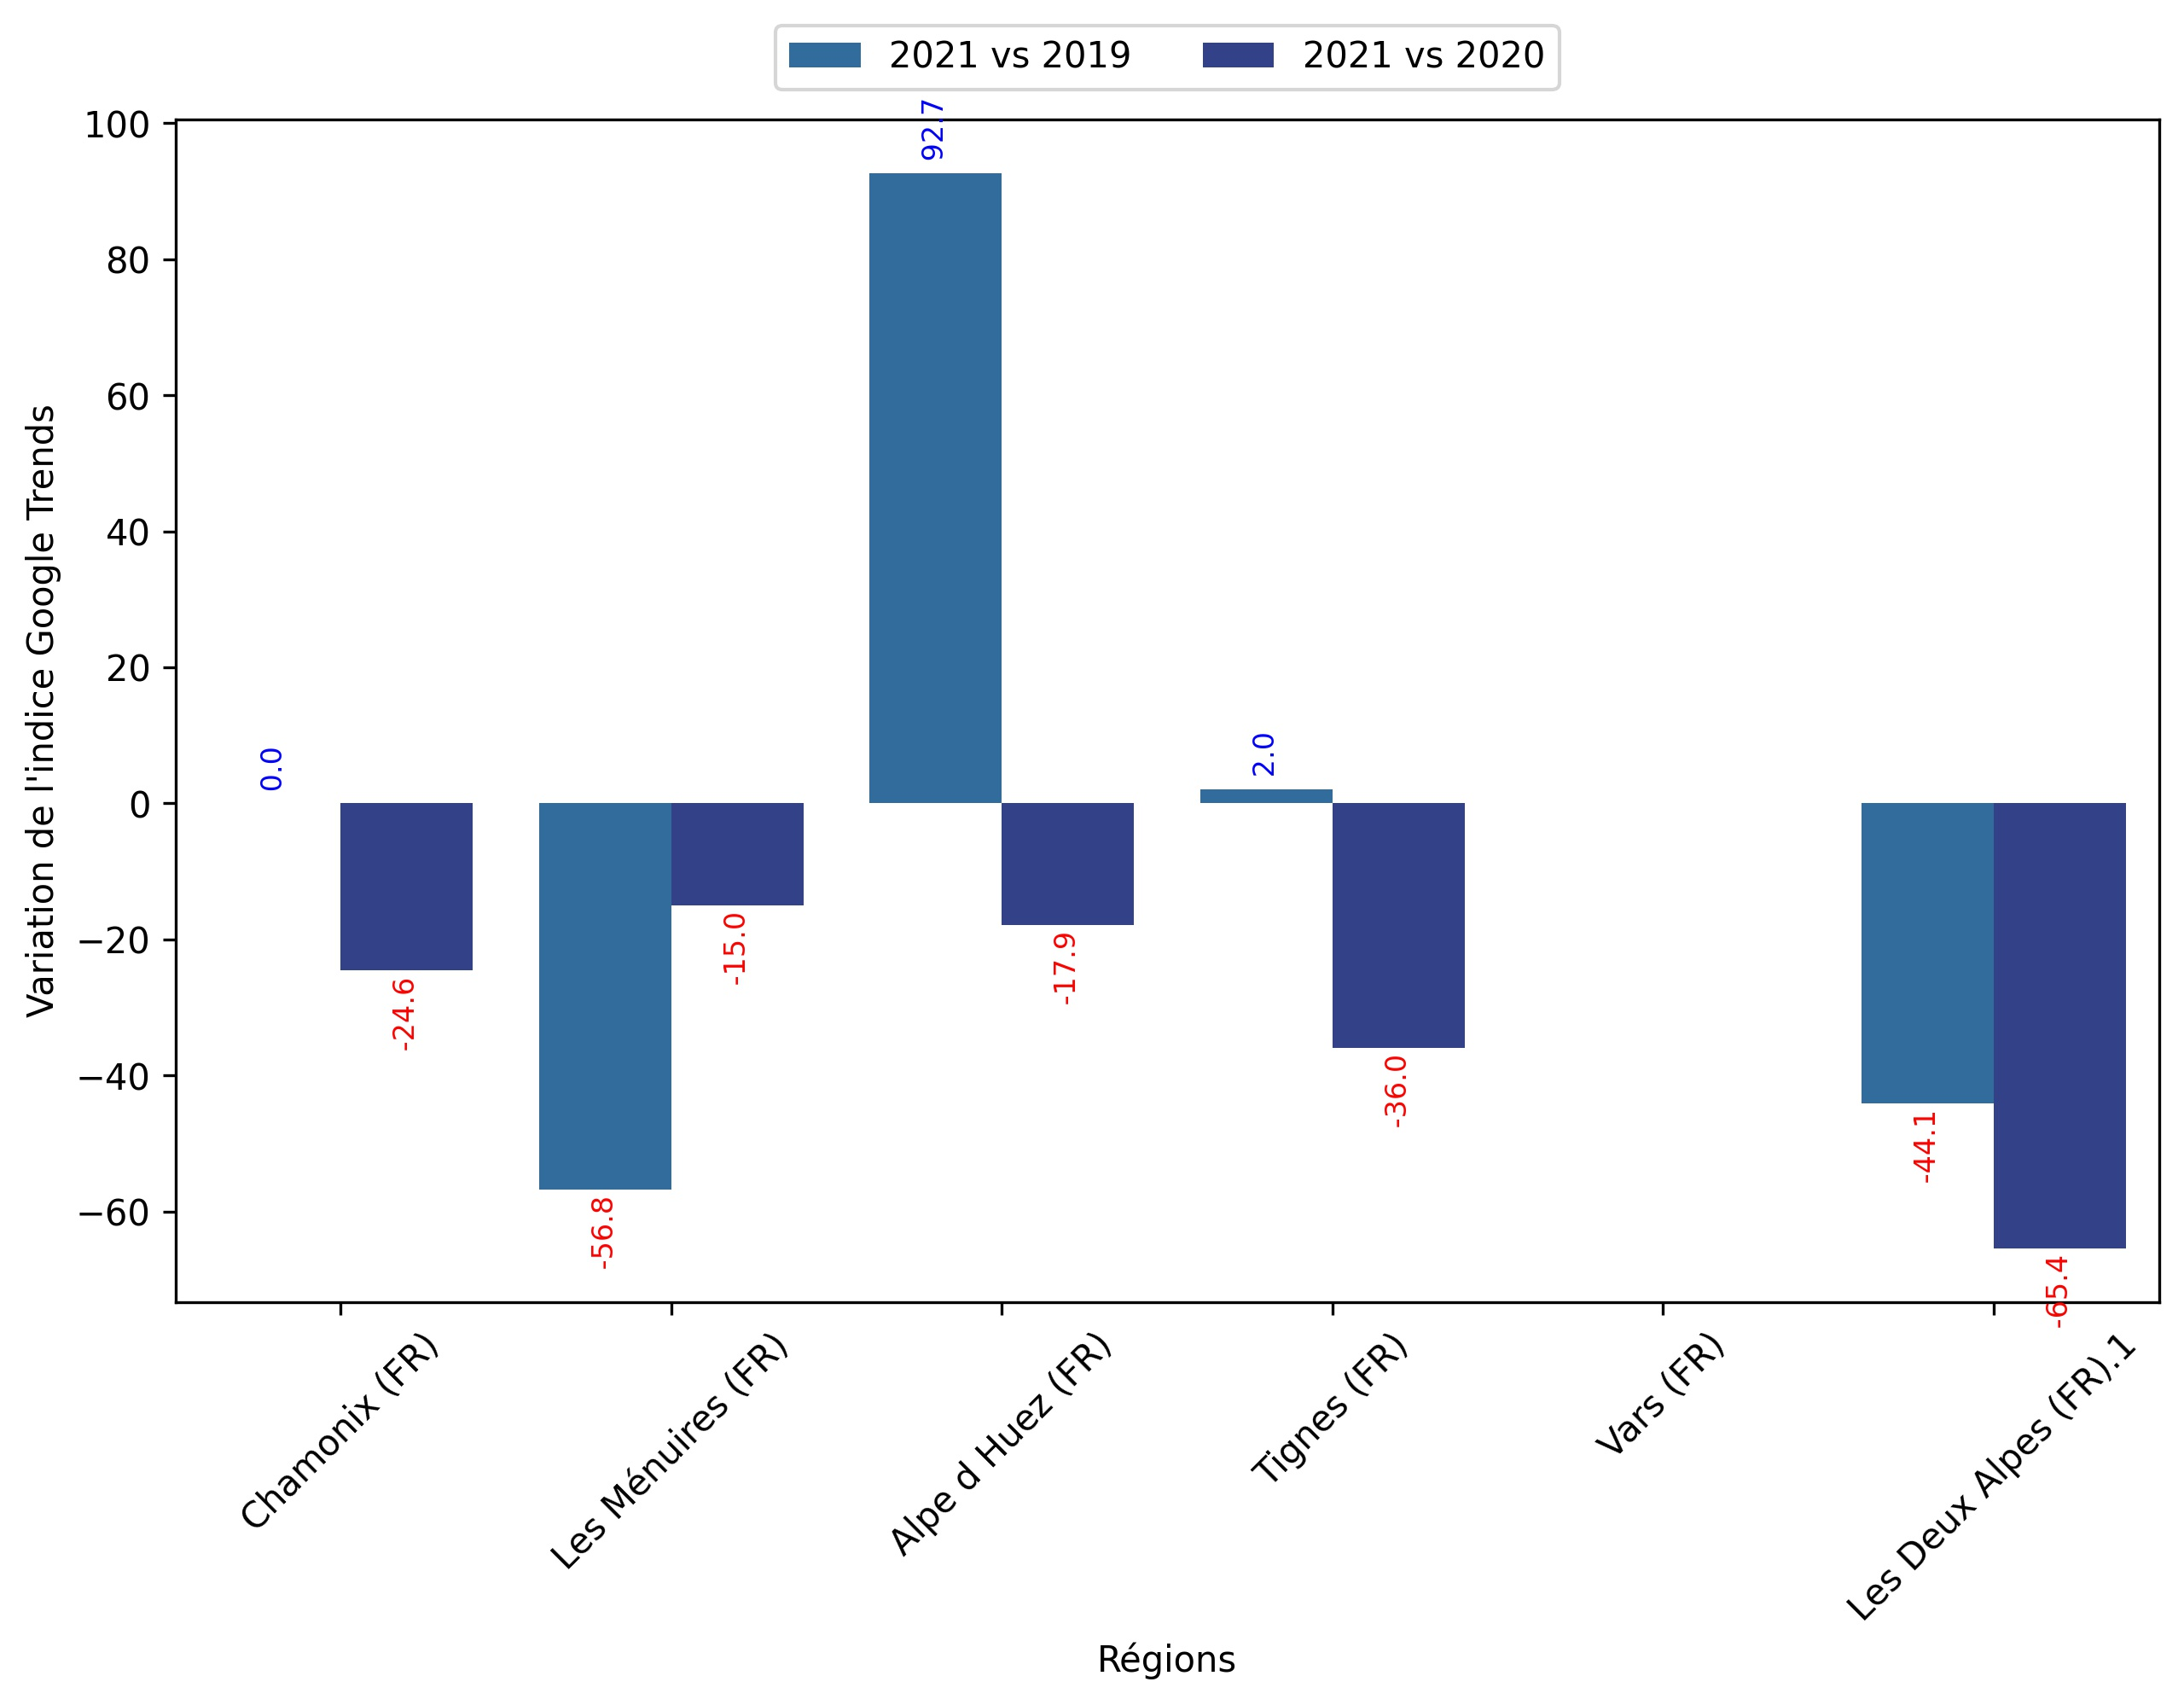 2021 vs 2019
2021 vs 2020
Variation de l'indice Google Trends
100
80
60
40
20
0
−20
−40
−60
0.0
-24.6
-56.8
-15.0
92.7
-17.9
2.0
-36.0
-44.1
-65.4
Chamonix (FR)
Les Ménuires (FR)
Alpe d Huez (FR)
Tignes (FR)
Vars (FR)
Les Deux Alpes (FR).1
Régions